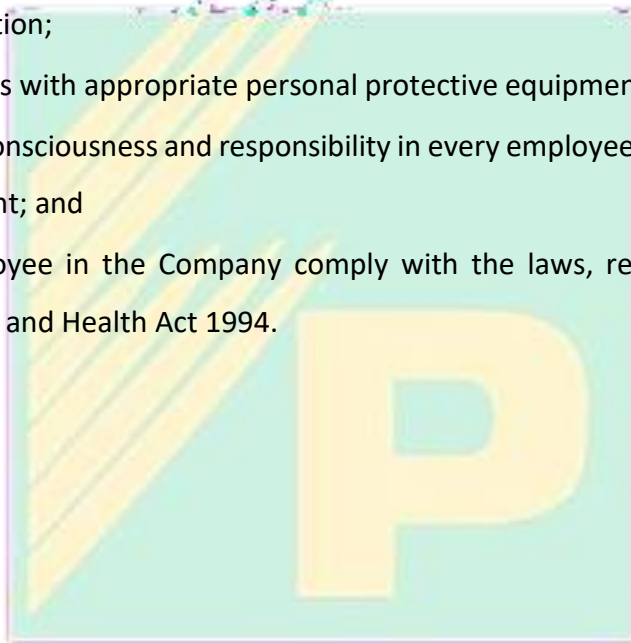 tion;
s with appropriate personal protective equipmen
onsciousness and responsibility in every employee
nt; and
oyee in the Company comply with the laws, re
and Health Act 1994.
P